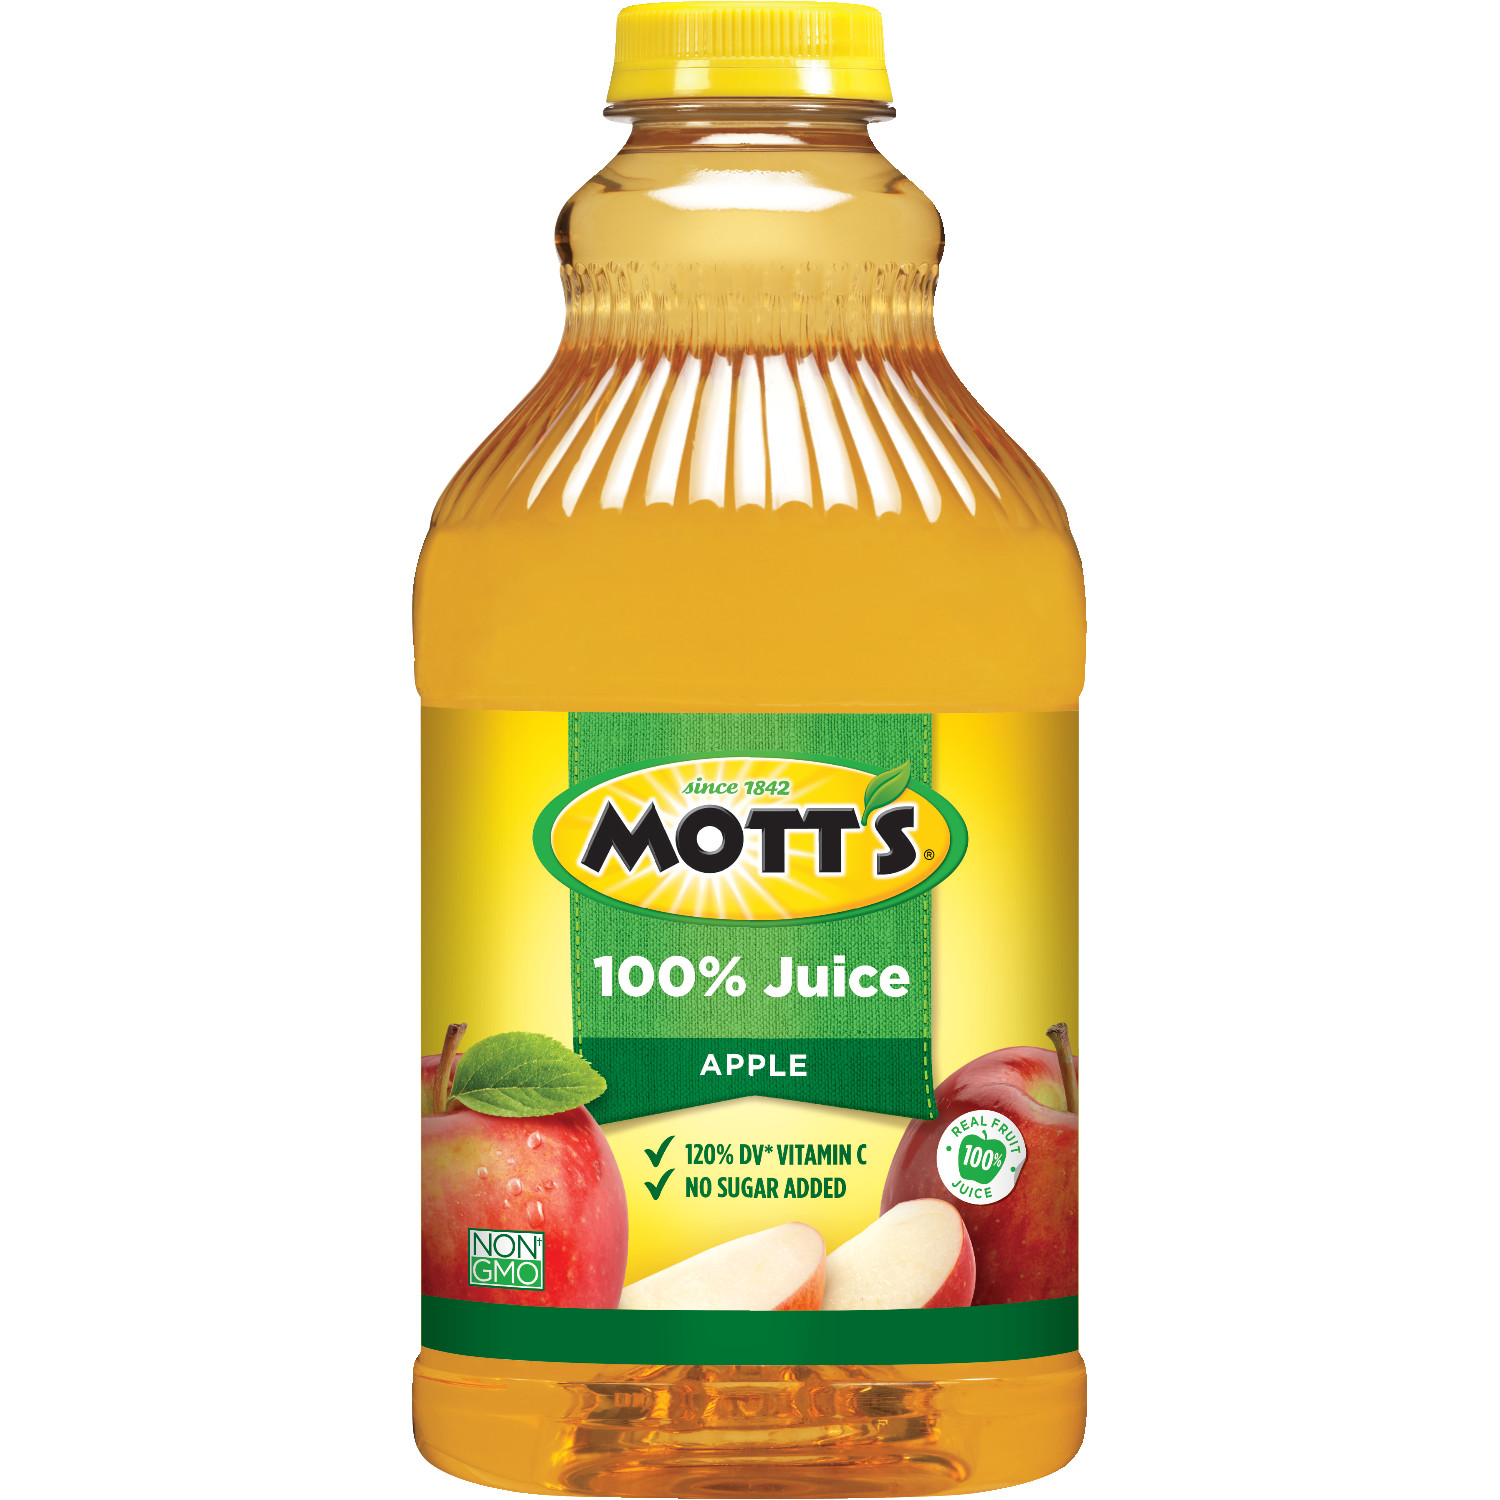 since 1842
MOTT'S®
100% Juice
APPLE
✓ 120% DV* VITAMIN C
✓ NO SUGAR ADDED
REAL FRUIT
100%
JUICE
NON†
GMO